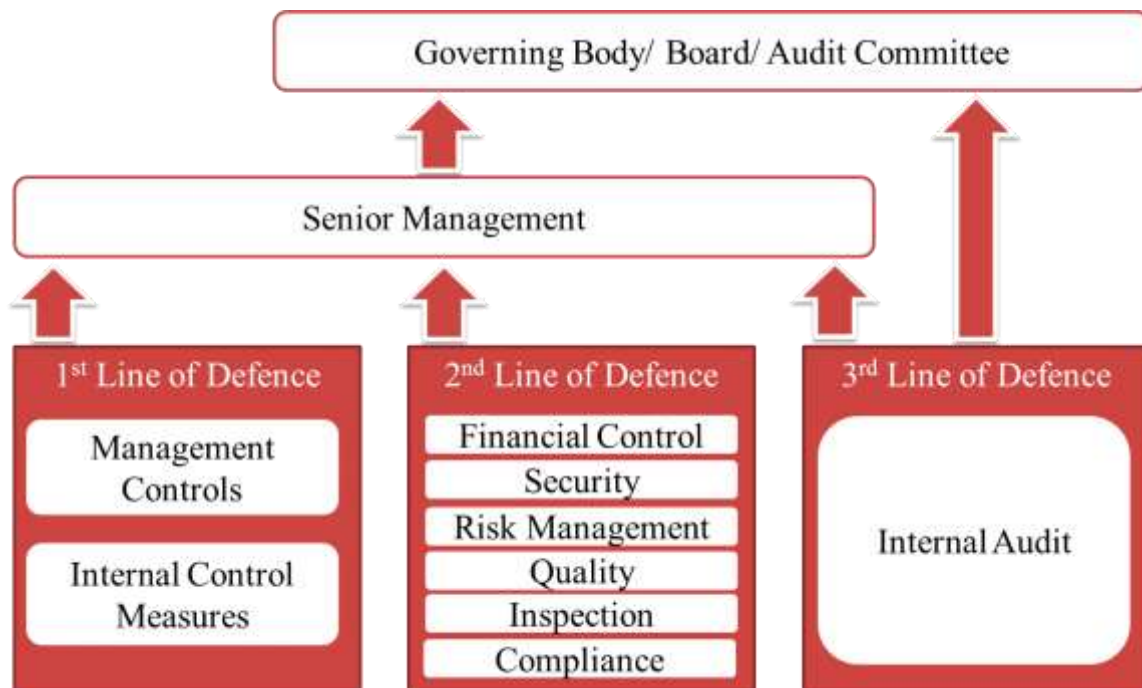 Governing Body/ Board/ Audit Committee
Senior Management
1st Line of Defence
Management
Controls
Internal Control
Measures
2nd Line of Defence
Financial Control
Security
Risk Management
Quality
Inspection
Compliance
3rd Line of Defence
Internal Audit